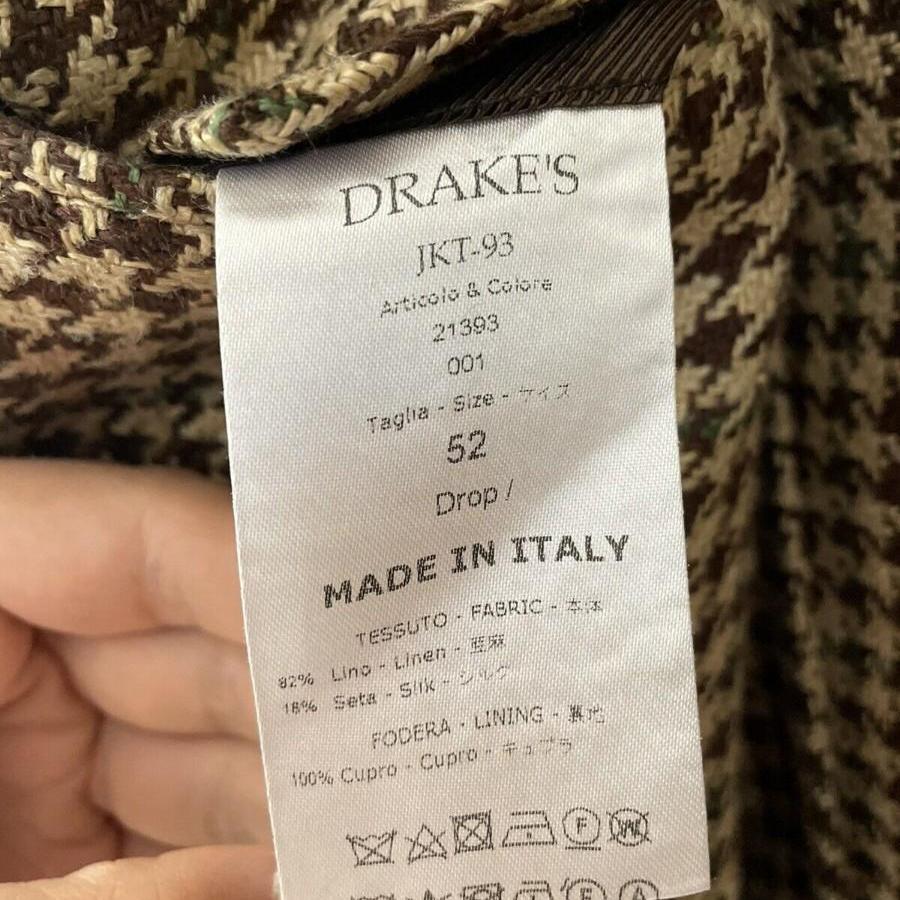 DRAKE'S
JKT-93
Articolo & Colore
21393
001
Taglia - Size - サイズ
52
Drop /
MADE IN ITALY
TESSUTO - FABRIC - 本体
82% Lino - Linen - 亜麻
18% Seta - Silk - シルク
FODERA - LINING - 裏地
100% Cupro - Cupro - キュプラ
F W